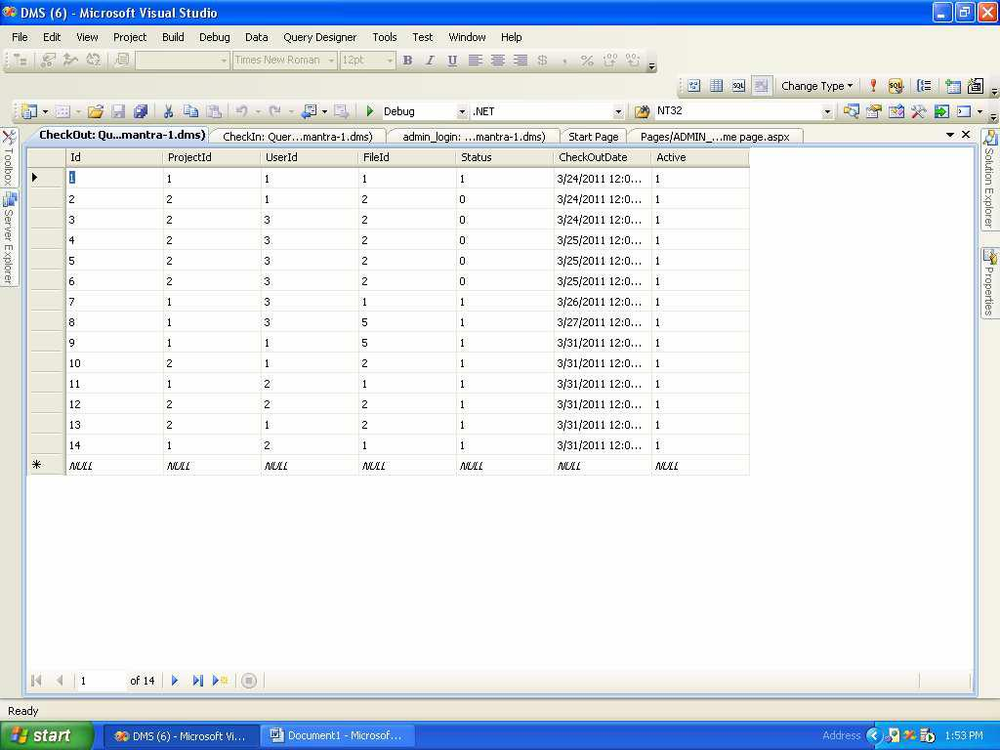 DMS (6) - Microsoft Visual Studio
File Edit View Project Build Debug Data Query Designer Tools Test Window Help
Times New Roman 12pt B I U $ , %
SQL Change Type SQL
Debug .NET NT32
CheckOut: Qu...mantra-1.dms) CheckIn: Quer...mantra-1.dms) admin_login: ...mantra-1.dms) Start Page Pages/ADMIN_...me page.aspx
Toolbox
Server Explorer
Solution Explorer
Properties
Id ProjectId UserId FileId Status CheckOutDate Active
1 1 1 1 1 3/24/2011 12:0... 1
2 2 1 2 0 3/24/2011 12:0... 1
3 2 3 2 0 3/24/2011 12:0... 1
4 2 3 2 0 3/25/2011 12:0... 1
5 2 3 2 0 3/25/2011 12:0... 1
6 2 3 2 0 3/25/2011 12:0... 1
7 1 3 1 1 3/26/2011 12:0... 1
8 1 3 5 1 3/27/2011 12:0... 1
9 1 1 5 1 3/31/2011 12:0... 1
10 2 1 2 1 3/31/2011 12:0... 1
11 1 2 1 1 3/31/2011 12:0... 1
12 2 2 2 1 3/31/2011 12:0... 1
13 2 1 2 1 3/31/2011 12:0... 1
14 1 2 1 1 3/31/2011 12:0... 1
NULL NULL NULL NULL NULL NULL NULL
1 of 14
Ready
start DMS (6) - Microsoft Vi... Document1 - Microsof... Address 1:53 PM